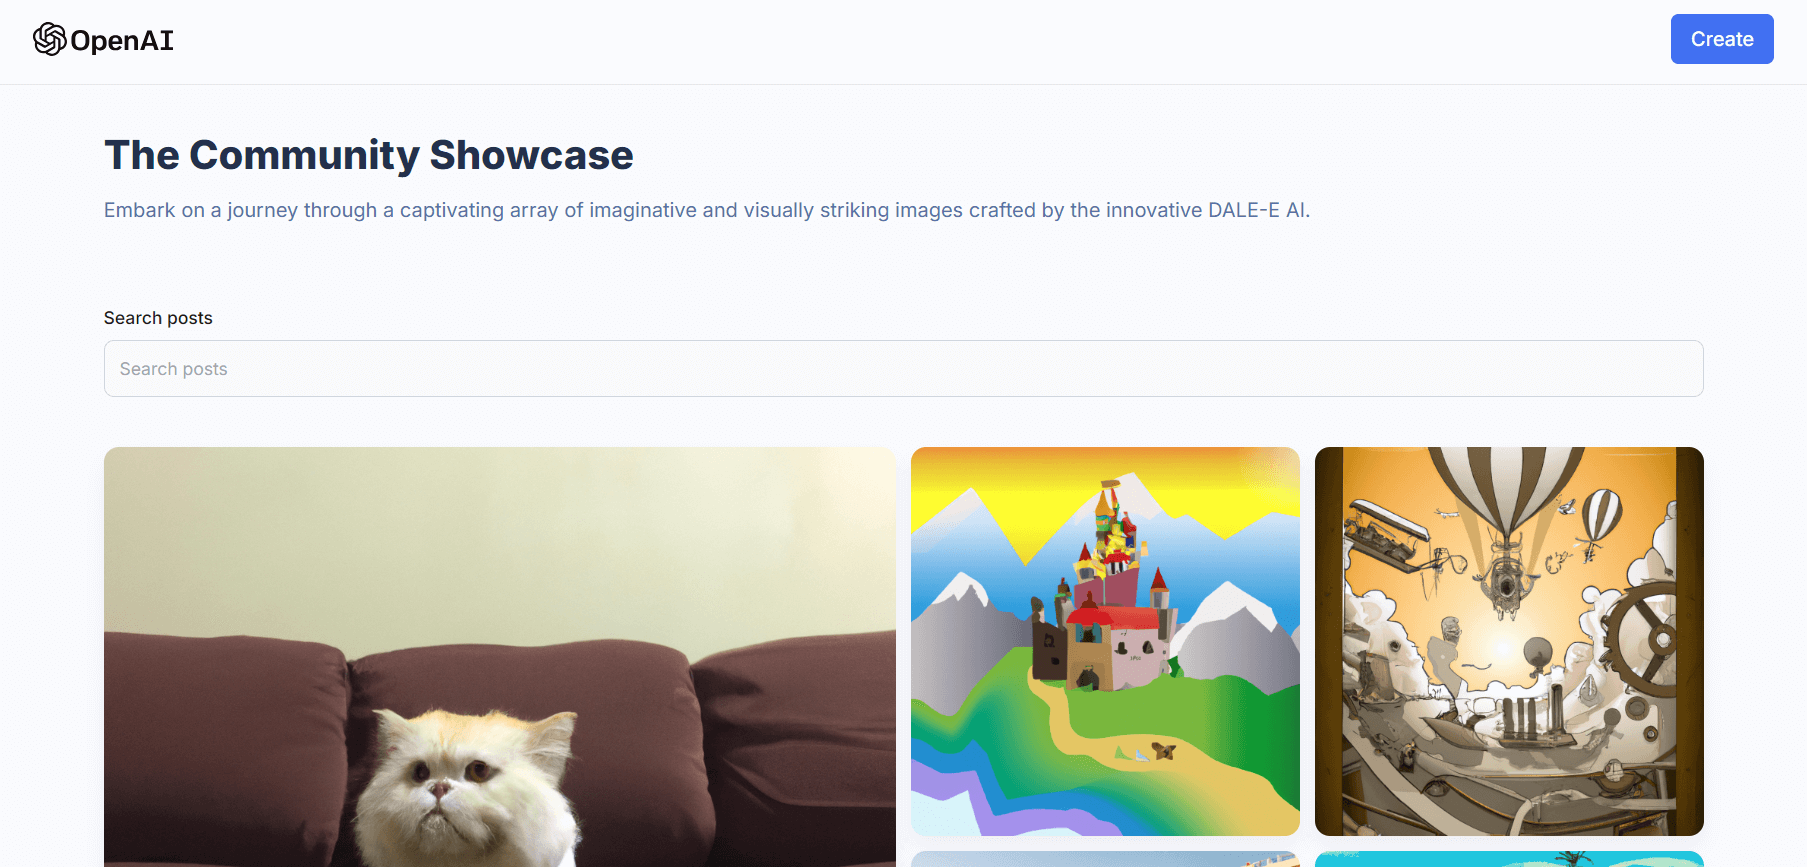 OpenAI
Create
The Community Showcase
Embark on a journey through a captivating array of imaginative and visually striking images crafted by the innovative DALE-E AI.
Search posts
Search posts